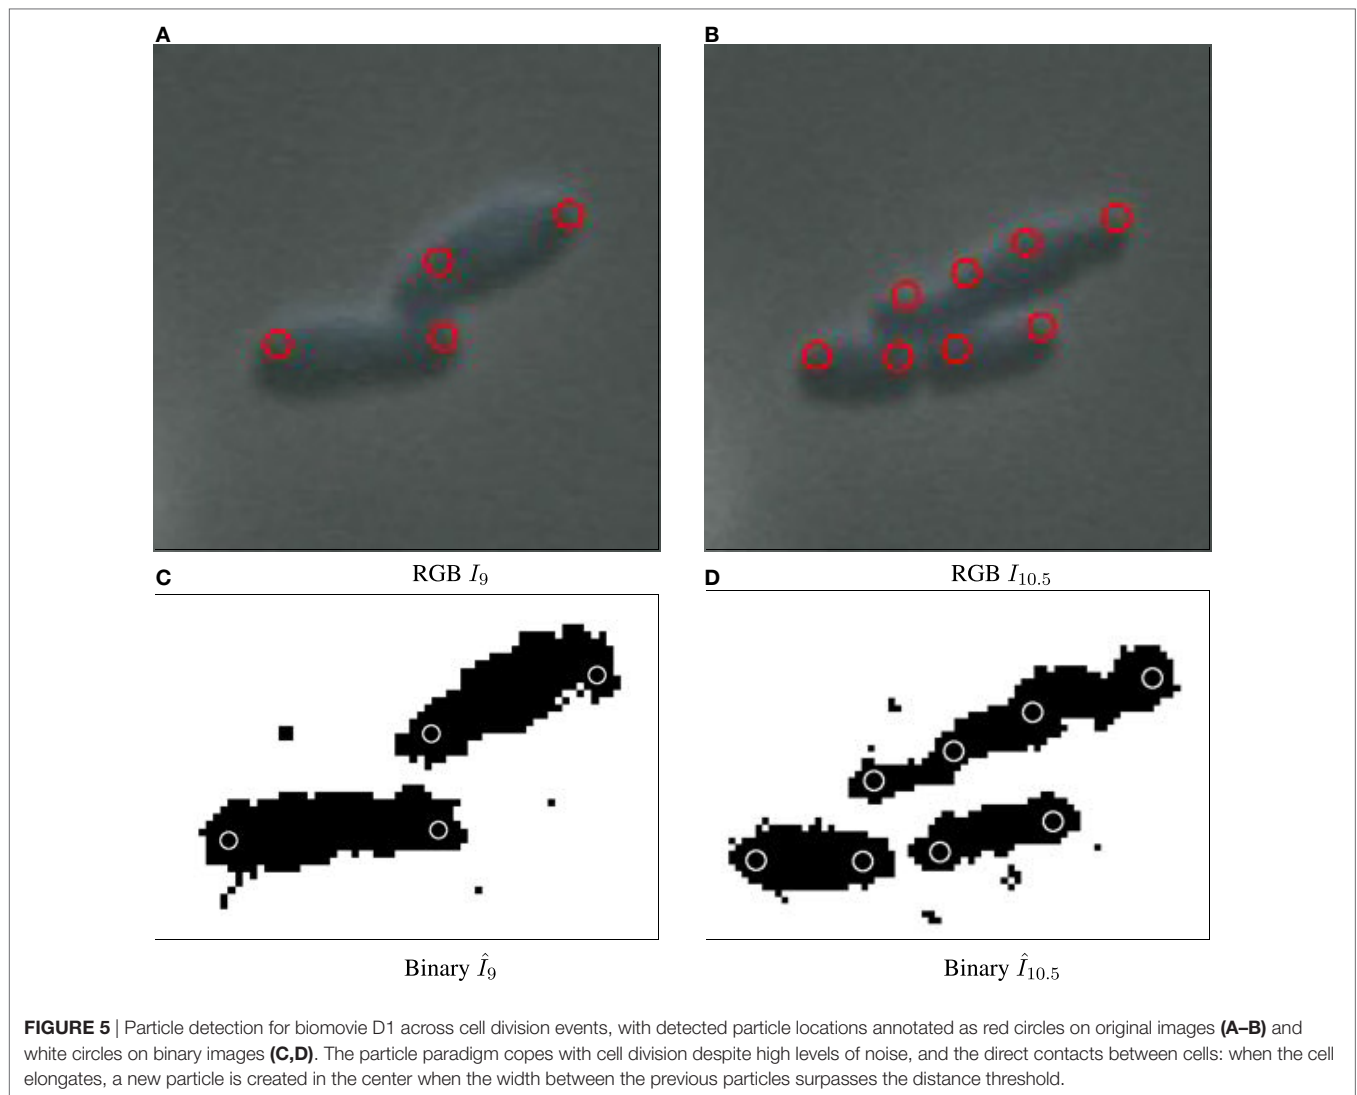 A
B
RGB I₉
RGB I₁₀.₅
C
D
Binary Î₉
Binary Î₁₀.₅
FIGURE 5 | Particle detection for biomovie D1 across cell division events, with detected particle locations annotated as red circles on original images (A–B) and
white circles on binary images (C,D). The particle paradigm copes with cell division despite high levels of noise, and the direct contacts between cells: when the cell
elongates, a new particle is created in the center when the width between the previous particles surpasses the distance threshold.